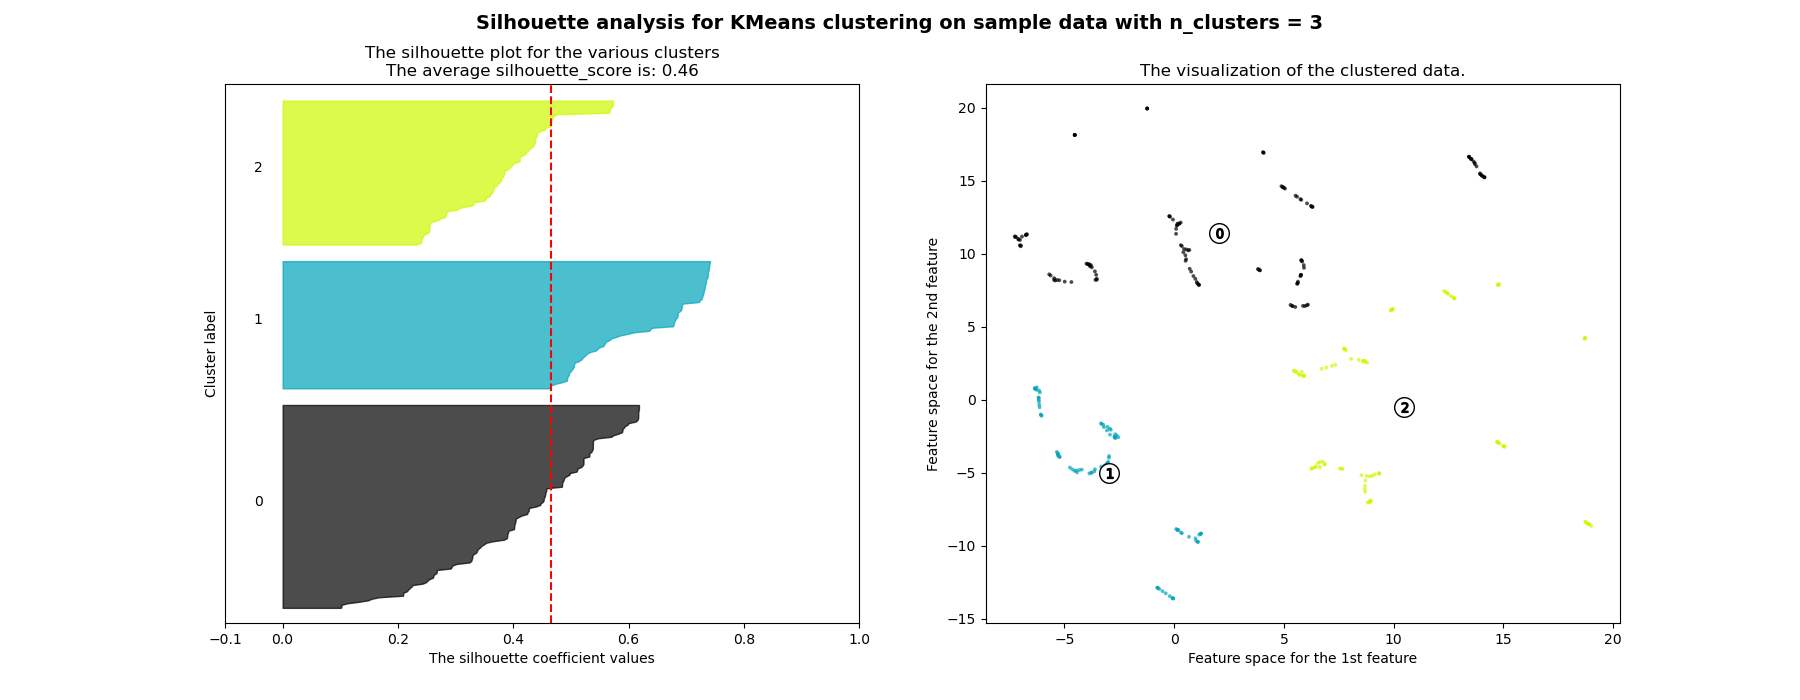 Silhouette analysis for KMeans clustering on sample data with n_clusters = 3
The silhouette plot for the various clusters
The average silhouette_score is: 0.46
2
1
0
Cluster label
−0.1 0.0 0.2 0.4 0.6 0.8 1.0
The silhouette coefficient values
The visualization of the clustered data.
20
15
10
5
0
−5
−10
−15
Feature space for the 2nd feature
0
2
1
−5 0 5 10 15 20
Feature space for the 1st feature